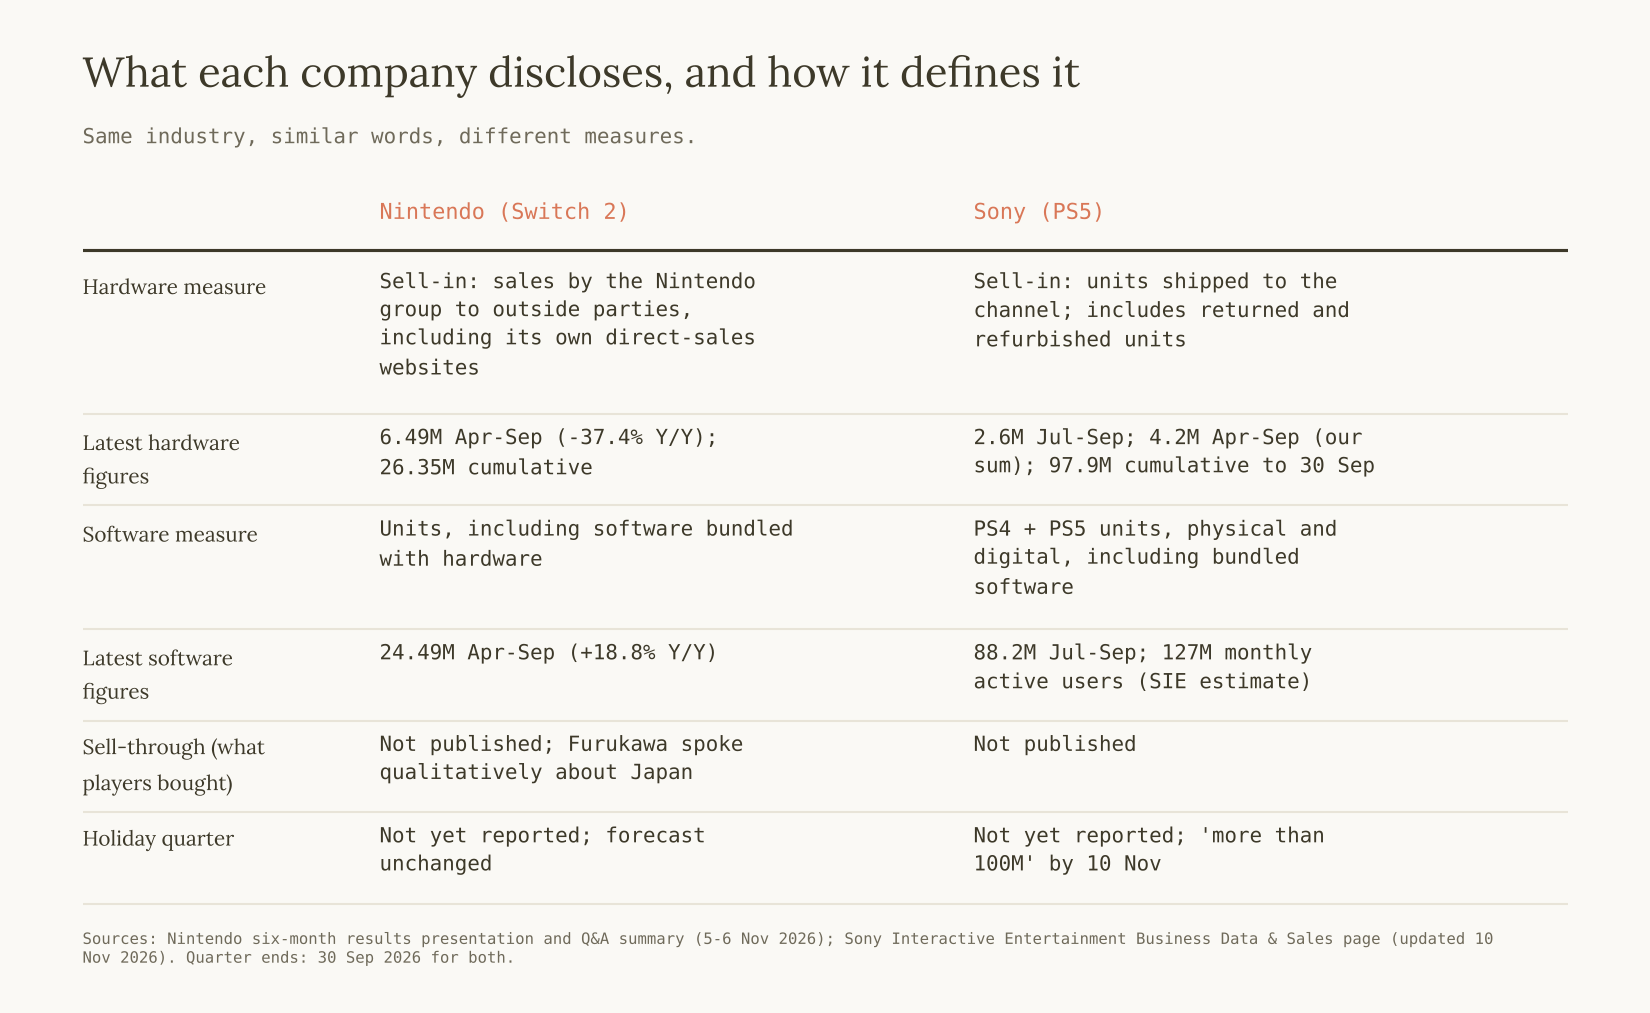 What each company discloses, and how it defines it
Same industry, similar words, different measures.
Nintendo (Switch 2)
Sony (PS5)
Hardware measure
Sell-in: sales by the Nintendo
group to outside parties,
including its own direct-sales
websites
Sell-in: units shipped to the
channel; includes returned and
refurbished units
Latest hardware
figures
6.49M Apr-Sep (-37.4% Y/Y);
26.35M cumulative
2.6M Jul-Sep; 4.2M Apr-Sep (our
sum); 97.9M cumulative to 30 Sep
Software measure
Units, including software bundled
with hardware
PS4 + PS5 units, physical and
digital, including bundled
software
Latest software
figures
24.49M Apr-Sep (+18.8% Y/Y)
88.2M Jul-Sep; 127M monthly
active users (SIE estimate)
Sell-through (what
players bought)
Not published; Furukawa spoke
qualitatively about Japan
Not published
Holiday quarter
Not yet reported; forecast
unchanged
Not yet reported; 'more than
100M' by 10 Nov
Sources: Nintendo six-month results presentation and Q&A summary (5-6 Nov 2026); Sony Interactive Entertainment Business Data & Sales page (updated 10
Nov 2026). Quarter ends: 30 Sep 2026 for both.